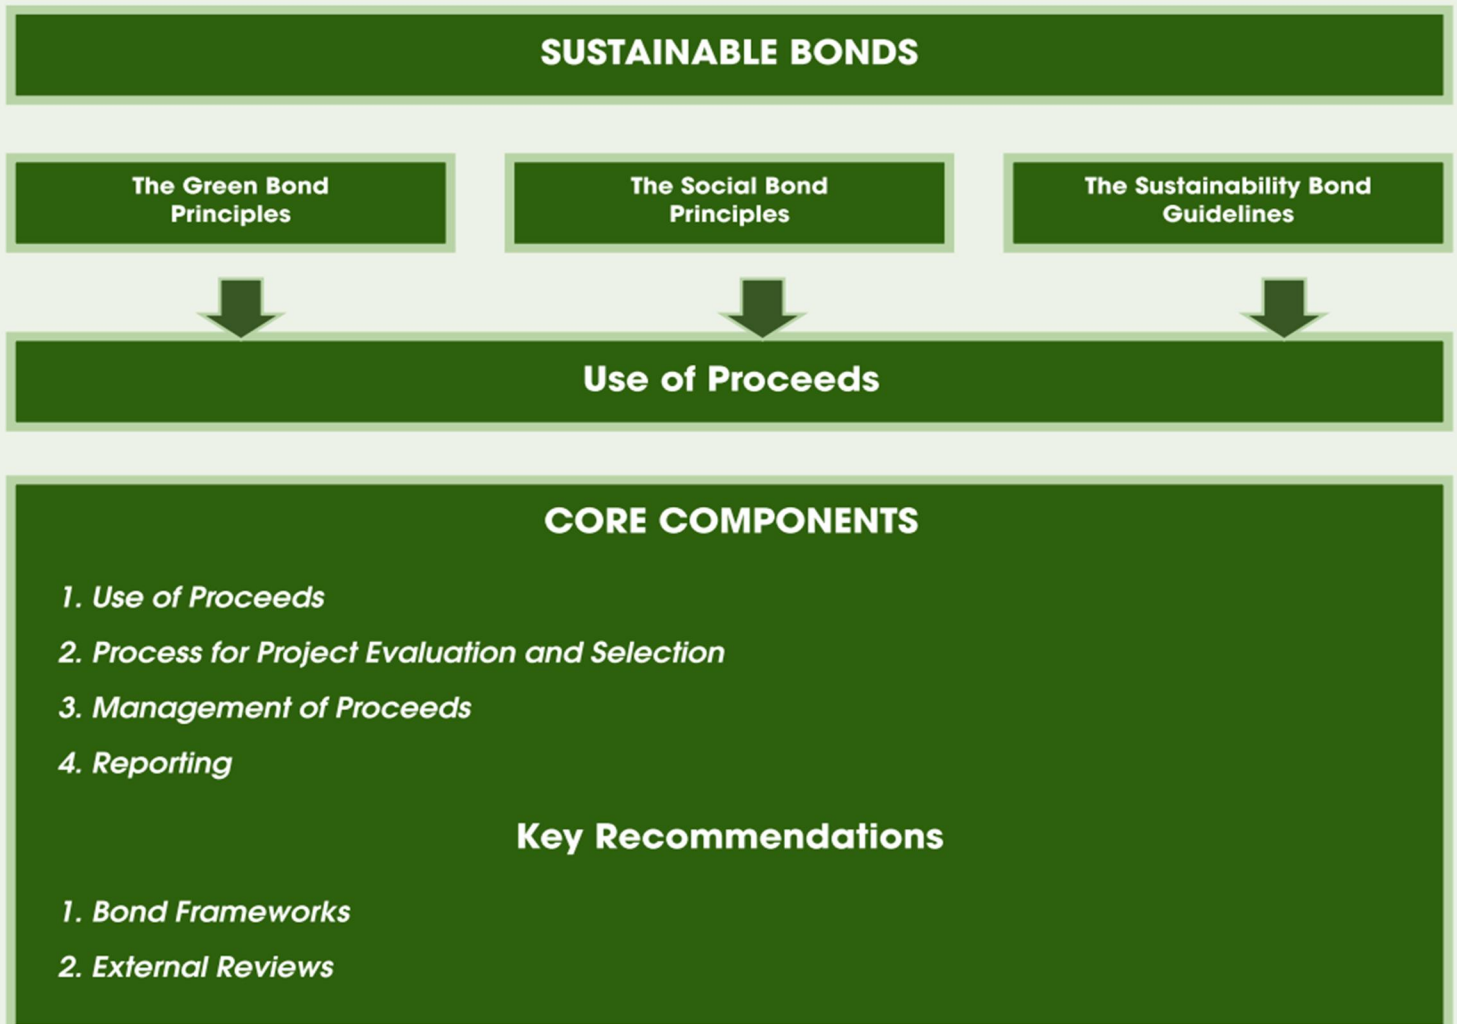 SUSTAINABLE BONDS
The Green Bond
Principles
The Social Bond
Principles
The Sustainability Bond
Guidelines
Use of Proceeds
CORE COMPONENTS
1. Use of Proceeds
2. Process for Project Evaluation and Selection
3. Management of Proceeds
4. Reporting
Key Recommendations
1. Bond Frameworks
2. External Reviews